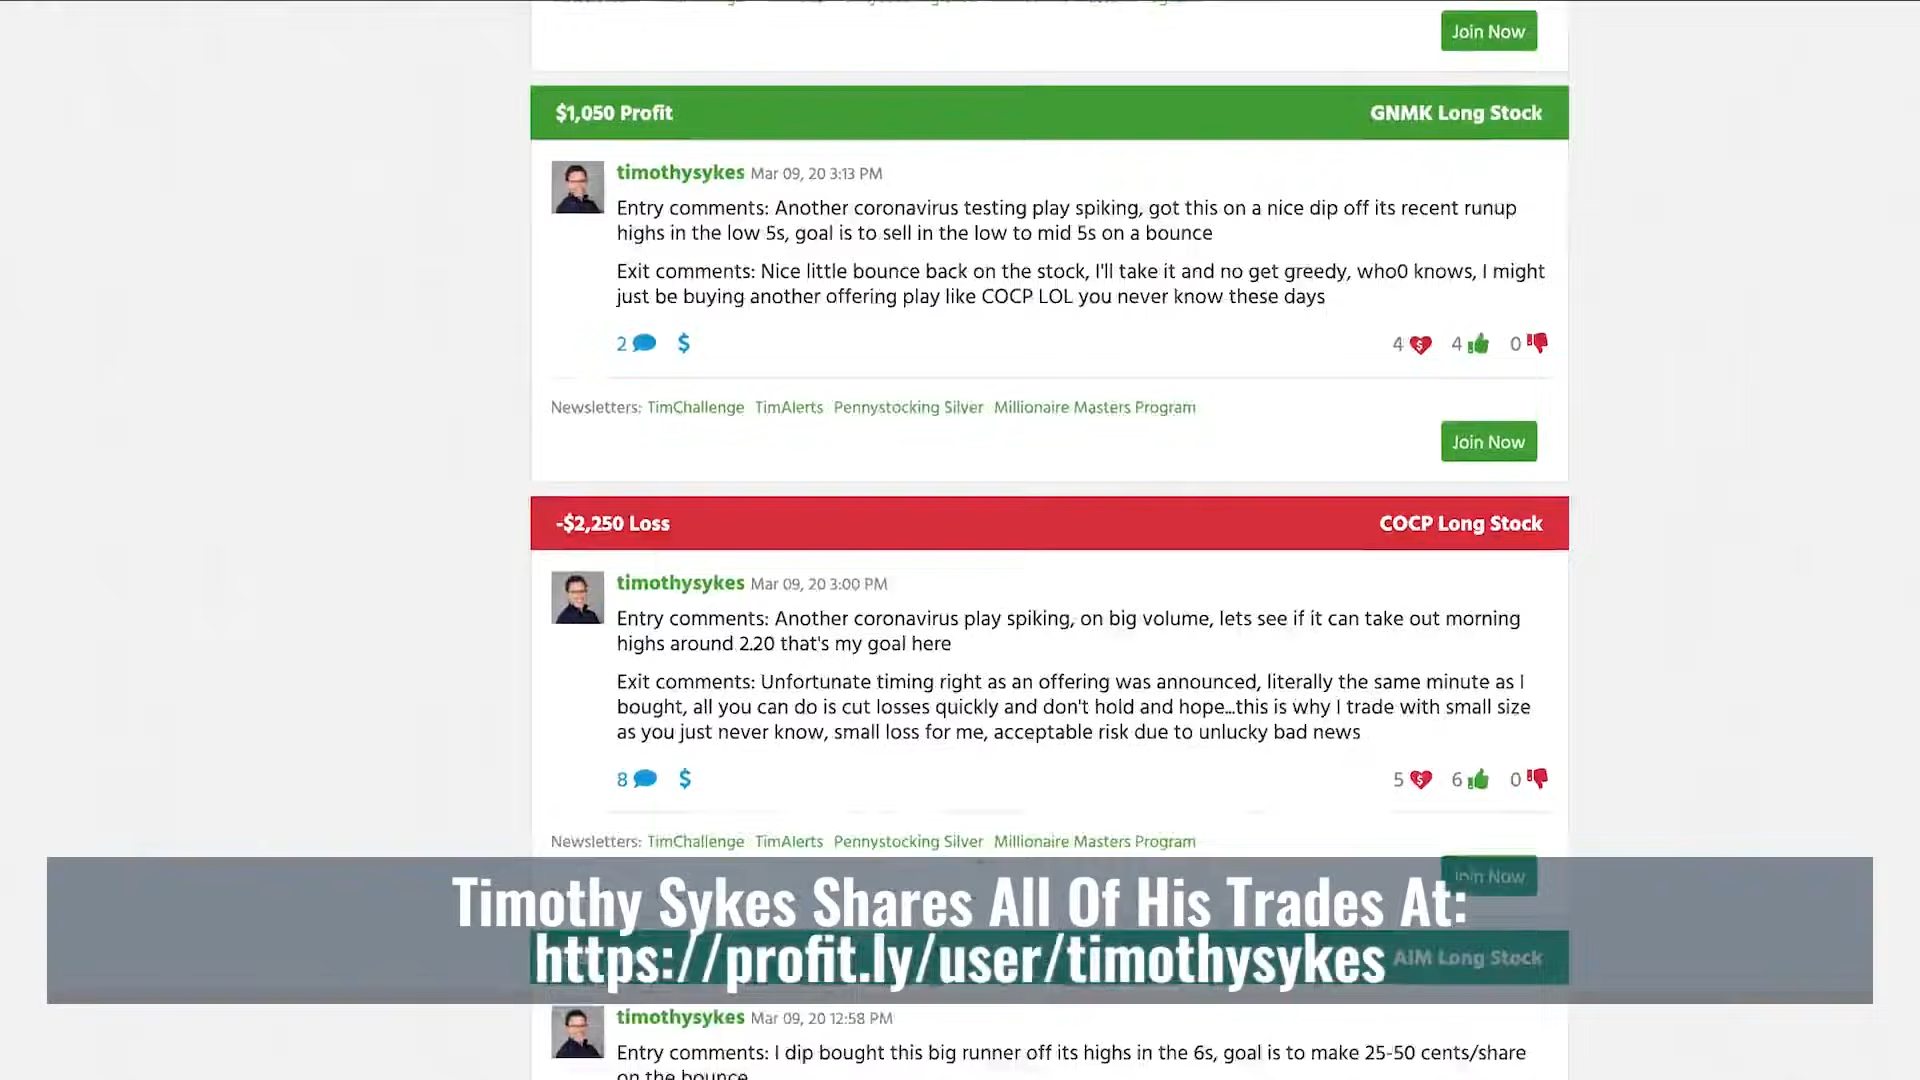 Join Now
$1,050 Profit
GNMK Long Stock
timothysykes Mar 09, 20 3:13 PM
Entry comments: Another coronavirus testing play spiking, got this on a nice dip off its recent runup
highs in the low 5s, goal is to sell in the low to mid 5s on a bounce
Exit comments: Nice little bounce back on the stock, I'll take it and no get greedy, who0 knows, I might
just be buying another offering play like COCP LOL you never know these days
2 $
4 4 0
Newsletters: TimChallenge TimAlerts Pennystocking Silver Millionaire Masters Program
Join Now
-$2,250 Loss
COCP Long Stock
timothysykes Mar 09, 20 3:00 PM
Entry comments: Another coronavirus play spiking, on big volume, lets see if it can take out morning
highs around 2.20 that's my goal here
Exit comments: Unfortunate timing right as an offering was announced, literally the same minute as I
bought, all you can do is cut losses quickly and don't hold and hope...this is why I trade with small size
as you just never know, small loss for me, acceptable risk due to unlucky bad news
8 $
5 6 0
Newsletters: TimChallenge TimAlerts Pennystocking Silver Millionaire Masters Program
Join Now
Timothy Sykes Shares All Of His Trades At:
https://profit.ly/user/timothysykes
AIM Long Stock
timothysykes Mar 09, 20 12:58 PM
Entry comments: I dip bought this big runner off its highs in the 6s, goal is to make 25-50 cents/share
on the bounce